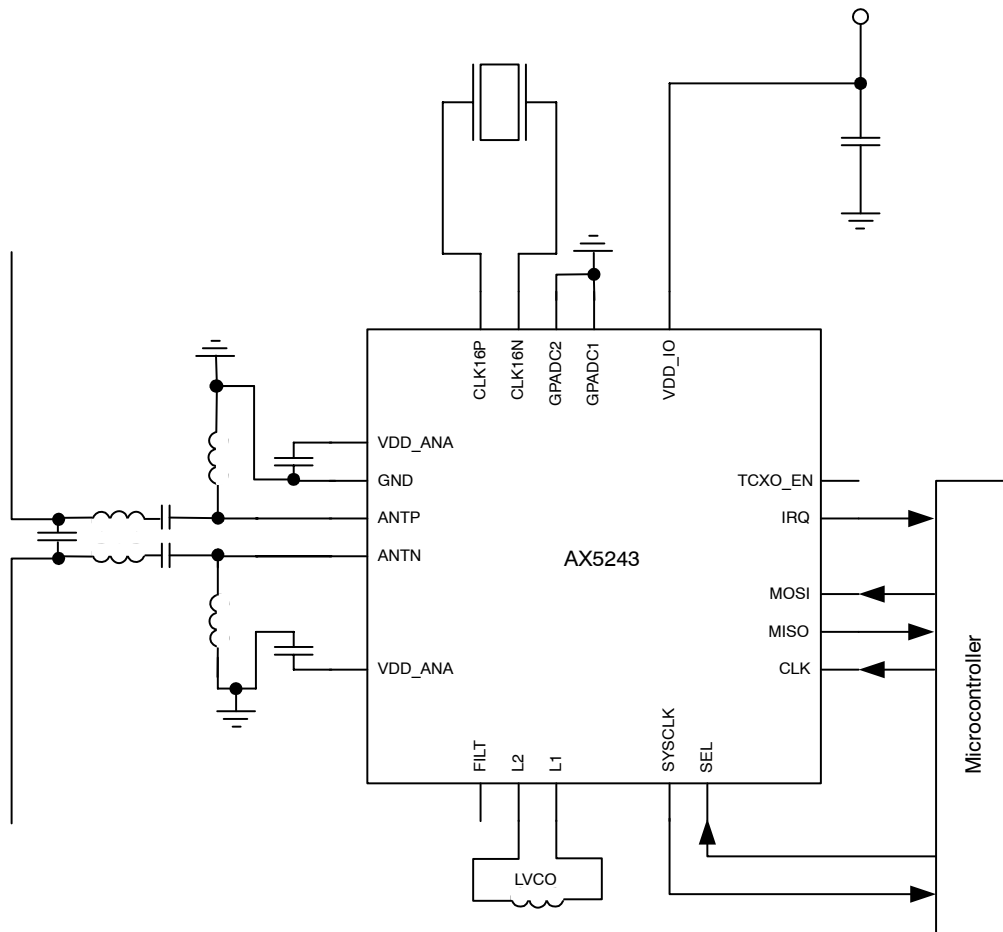 CLK16P
CLK16N
GPADC2
GPADC1
VDD_IO
VDD_ANA
GND
TCXO_EN
ANTP
IRQ
ANTN
AX5243
MOSI
MISO
VDD_ANA
CLK
Microcontroller
FILT
L2
L1
SYSCLK
SEL
LVCO